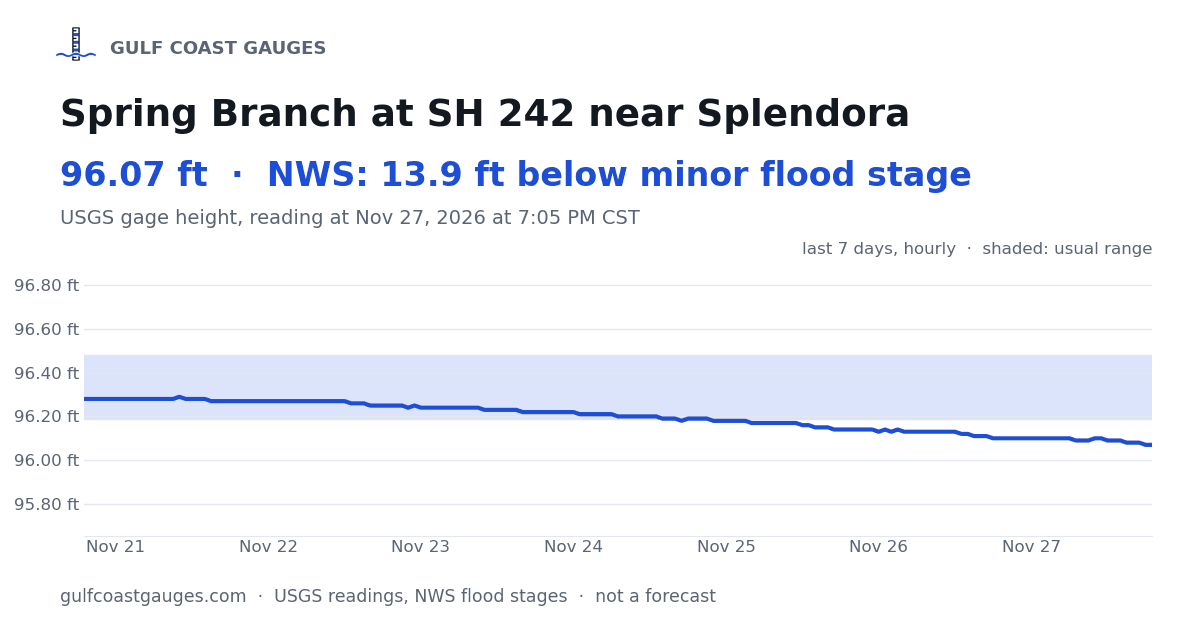 GULF COAST GAUGES
Spring Branch at SH 242 near Splendora
96.07 ft · NWS: 13.9 ft below minor flood stage
USGS gage height, reading at Nov 27, 2026 at 7:05 PM CST
last 7 days, hourly · shaded: usual range
96.80 ft
96.60 ft
96.40 ft
96.20 ft
96.00 ft
95.80 ft
Nov 21 Nov 22 Nov 23 Nov 24 Nov 25 Nov 26 Nov 27
gulfcoastgauges.com · USGS readings, NWS flood stages · not a forecast